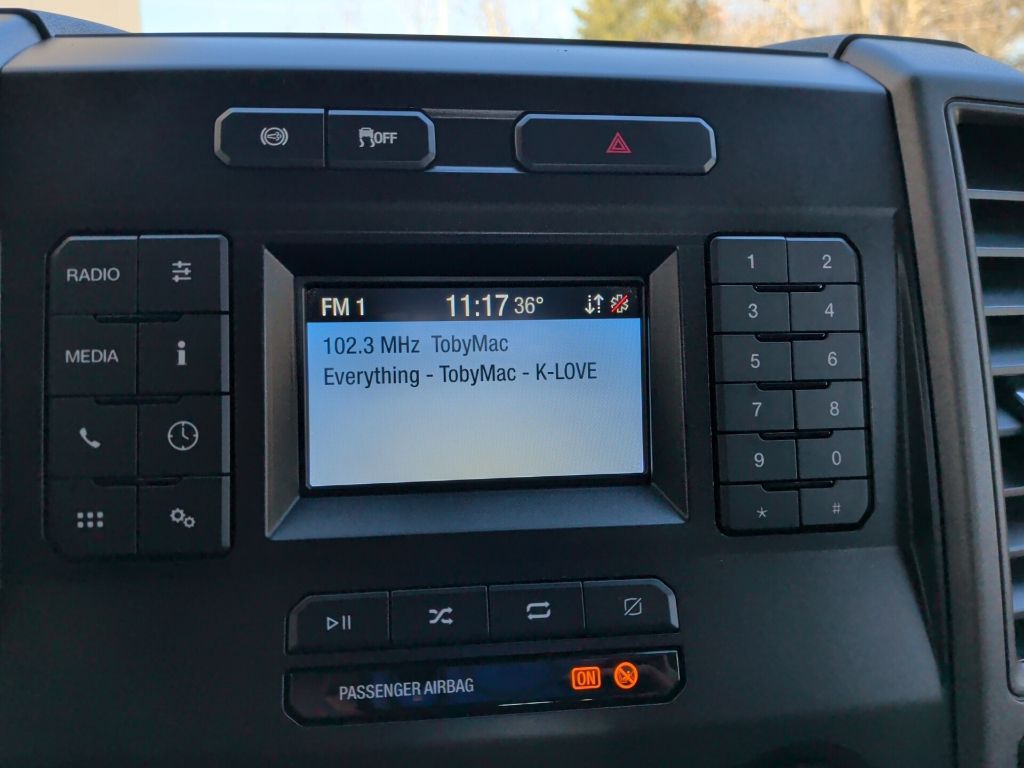 OFF
RADIO
MEDIA
FM 1 11:17 36°
102.3 MHz TobyMac
Everything - TobyMac - K-LOVE
1 2
3 4
5 6
7 8
9 0
* #
PASSENGER AIRBAG ON